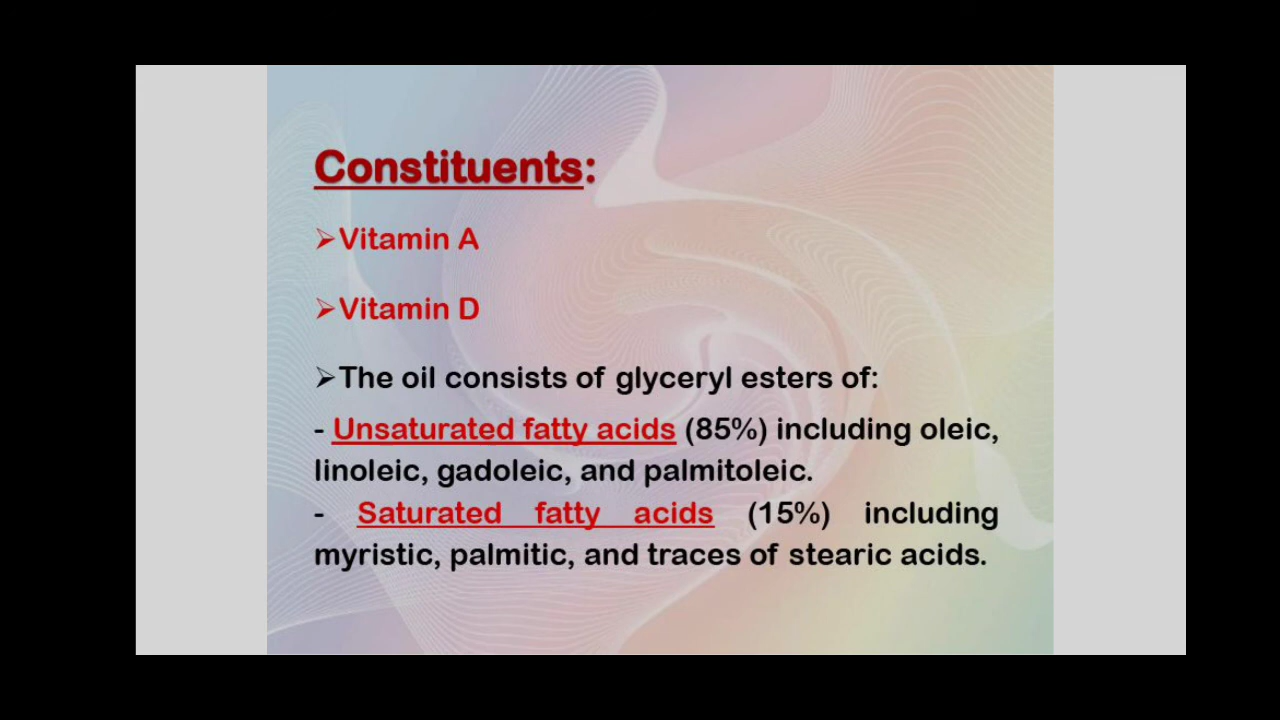 Constituents:
➢Vitamin A
➢Vitamin D
➢The oil consists of glyceryl esters of:
- Unsaturated fatty acids (85%) including oleic,
linoleic, gadoleic, and palmitoleic.
- Saturated fatty acids (15%) including
myristic, palmitic, and traces of stearic acids.